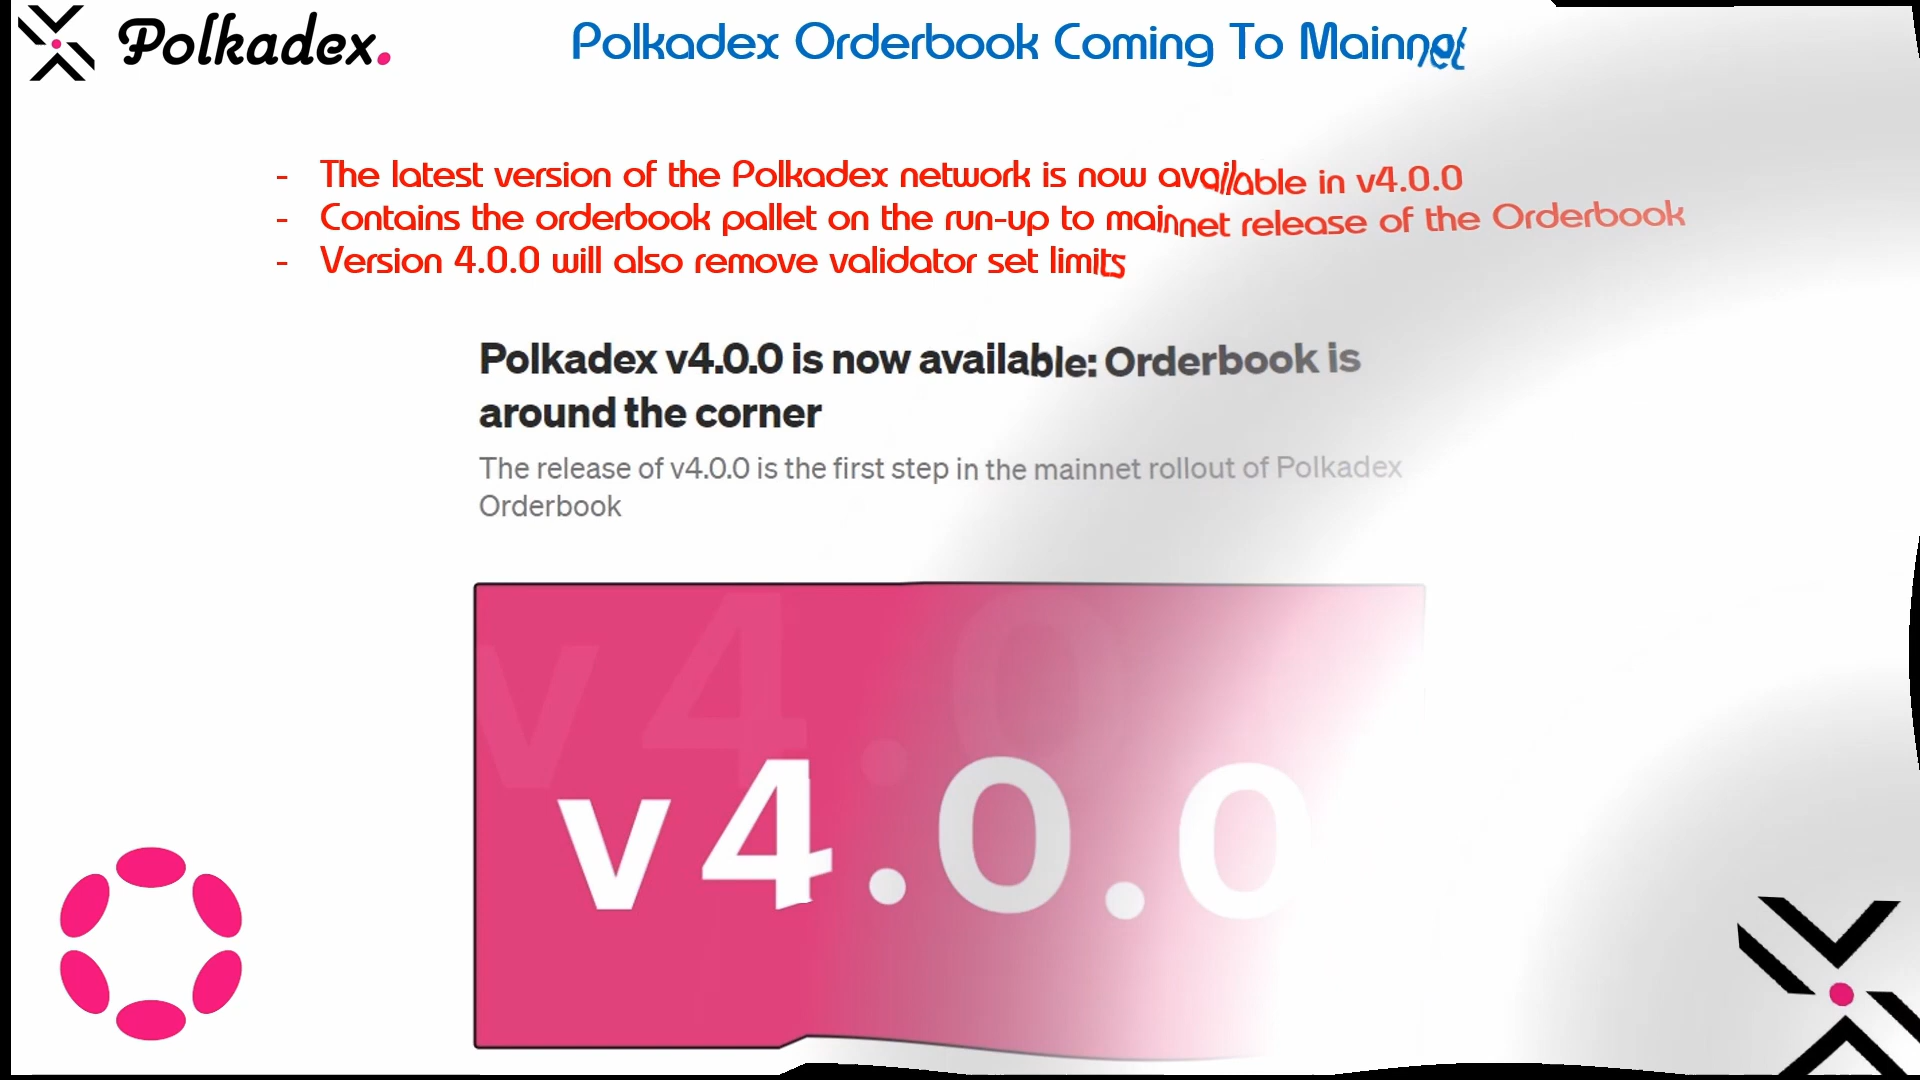 Polkadex.
Polkadex Orderbook Coming To Mainnet
- The latest version of the Polkadex network is now available in v4.0.0
- Contains the orderbook pallet on the run-up to mainnet release of the Orderbook
- Version 4.0.0 will also remove validator set limits
Polkadex v4.0.0 is now available: Orderbook is
around the corner
The release of v4.0.0 is the first step in the mainnet rollout of Polkadex
Orderbook
v4.0
v4.0.0